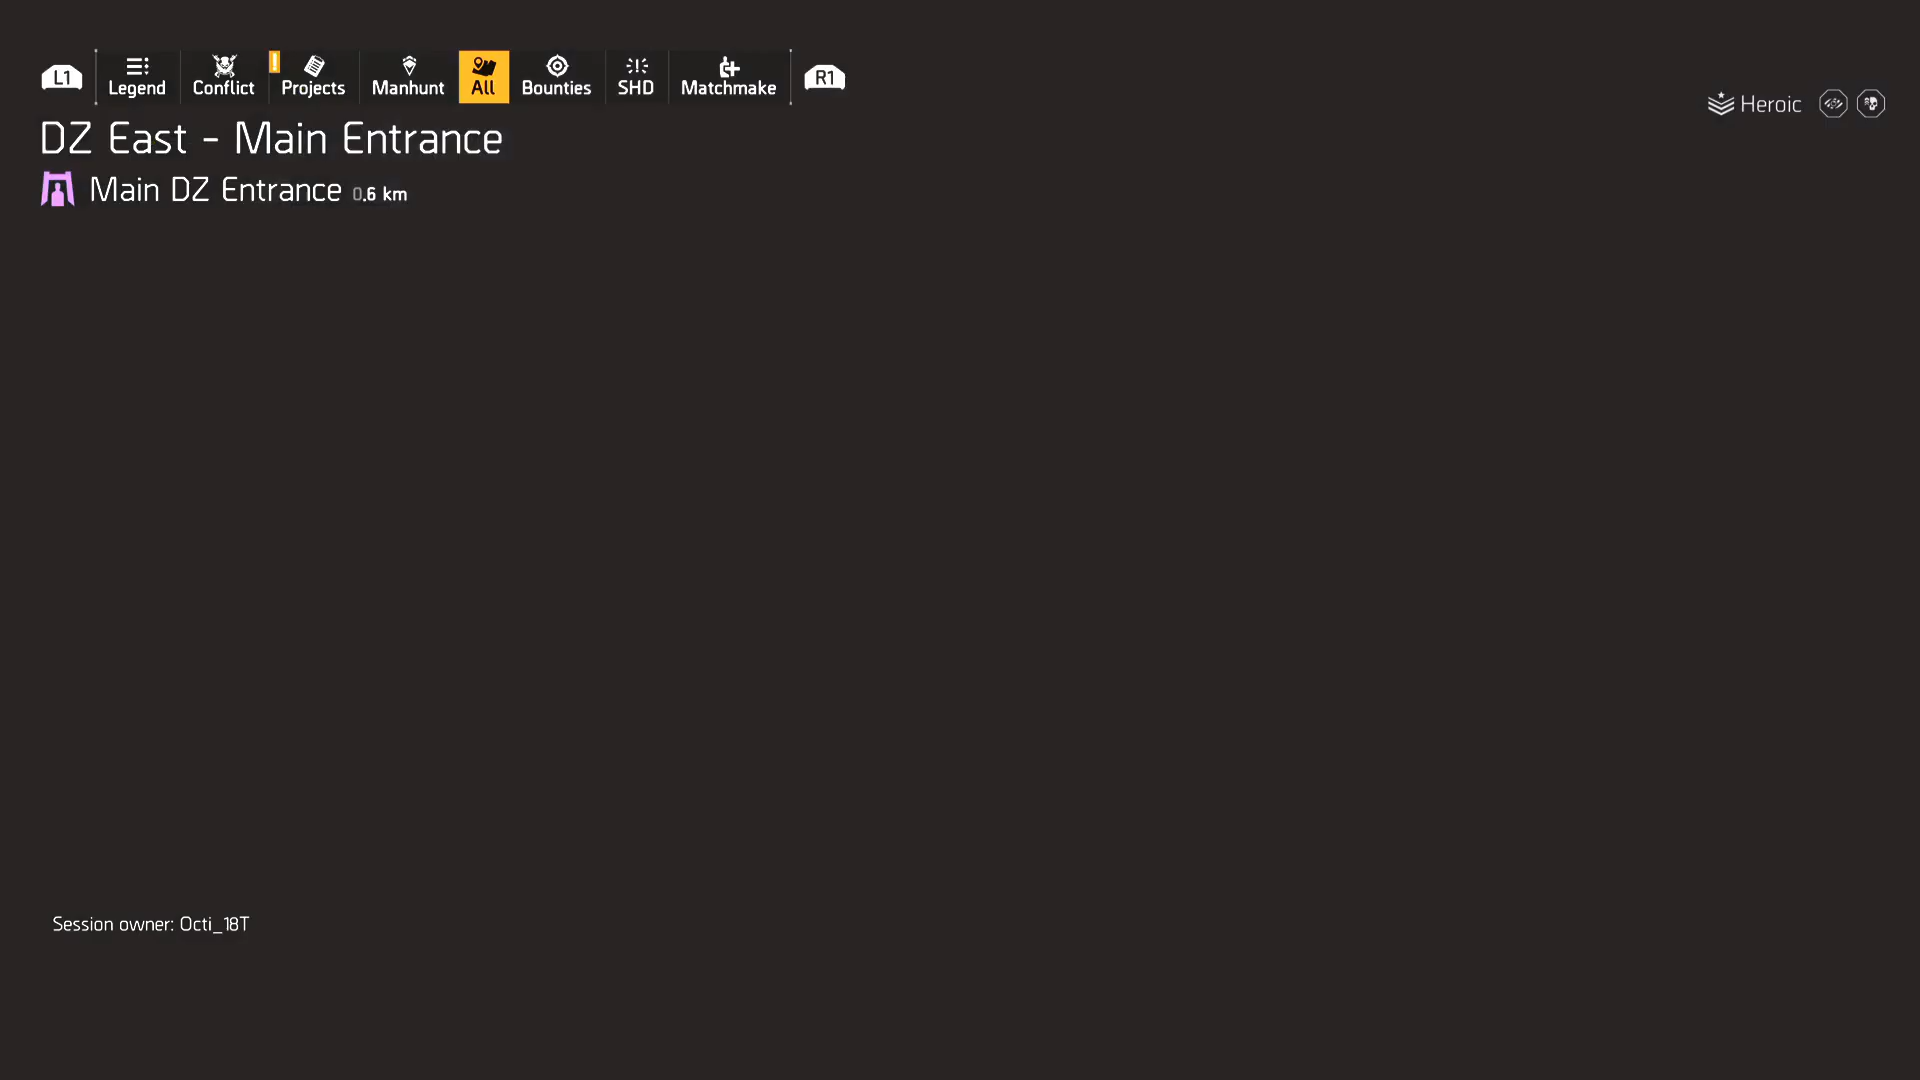 L1 Legend Conflict Projects Manhunt All Bounties SHD Matchmake R1
Heroic
DZ East - Main Entrance
Main DZ Entrance 0.6 km
Session owner: Octi_18T